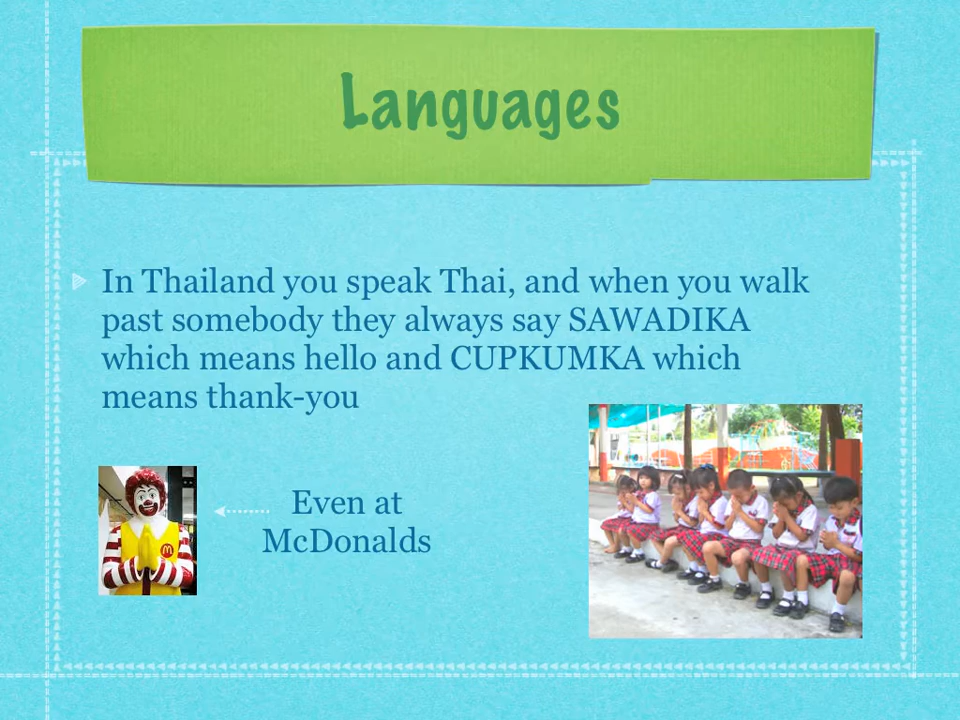 Languages
In Thailand you speak Thai, and when you walk
past somebody they always say SAWADIKA
which means hello and CUPKUMKA which
means thank-you
Even at
McDonalds